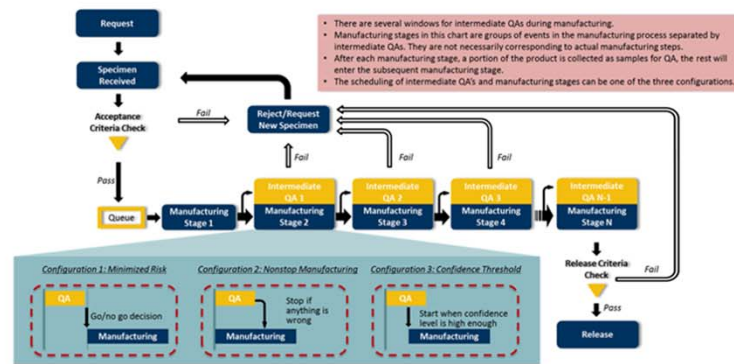 Request
• There are several windows for intermediate QAs during manufacturing.
• Manufacturing stages in this chart are groups of events in the manufacturing process separated by
intermediate QAs. They are not necessarily corresponding to actual manufacturing steps.
• After each manufacturing stage, a portion of the product is collected as samples for QA, the rest will
enter the subsequent manufacturing stage.
• The scheduling of intermediate QA's and manufacturing stages can be one of the three configurations.
Specimen
Received
Acceptance
Criteria Check
Fail
Reject/Request
New Specimen
Fail
Fail
Fail
Pass
Queue
Manufacturing
Stage 1
Intermediate
QA 1
Manufacturing
Stage 2
Intermediate
QA 2
Manufacturing
Stage 3
Intermediate
QA 3
Manufacturing
Stage 4
Intermediate
QA N-1
Manufacturing
Stage N
Release Criteria
Check
Fail
Pass
Release
Configuration 1: Minimized Risk
QA
Go/no go decision
Manufacturing
Configuration 2: Nonstop Manufacturing
QA
Stop if
anything is
wrong
Manufacturing
Configuration 3: Confidence Threshold
QA
Start when confidence
level is high enough
Manufacturing